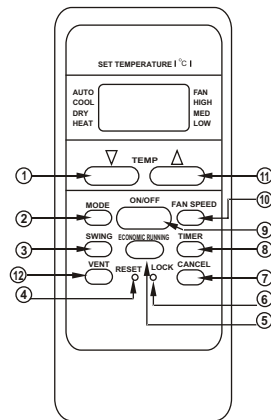 SET TEMPERATURE ( °C )
AUTO FAN
COOL HIGH
DRY MED
HEAT LOW
▽ TEMP △
1 11
ON/OFF
MODE FAN SPEED
10
2 9
SWING ECONOMIC RUNNING TIMER
3 8
VENT RESET LOCK CANCEL
12 7
4 6
5